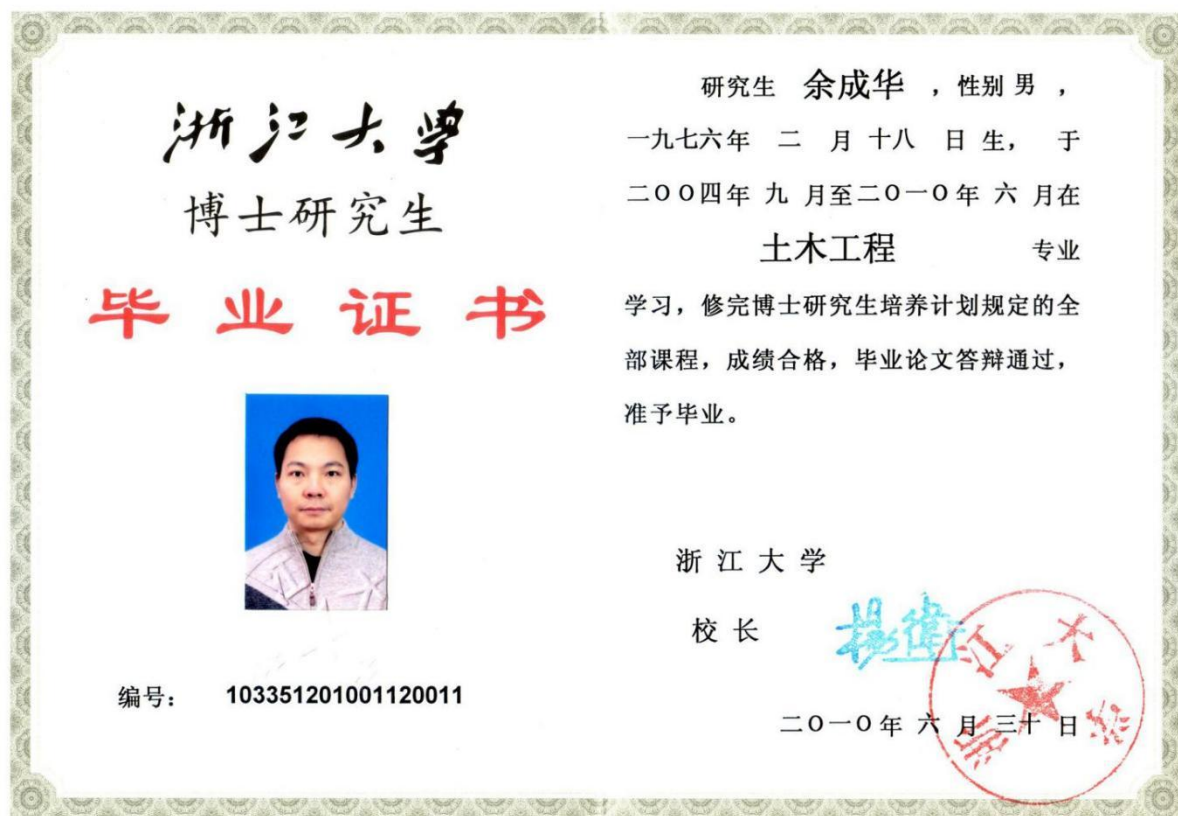 浙江大学
博士研究生
毕业证书
编号: 103351201001120011
研究生 余成华 ，性别 男 ，
一九七六年 二 月 十八 日 生， 于
二００四年 九 月至二０一０年 六 月在
土木工程 专业
学习，修完博士研究生培养计划规定的全
部课程，成绩合格，毕业论文答辩通过，
准予毕业。
浙 江 大 学
校 长 杨卫
二０一０年 六 月 三十 日
浙江大学